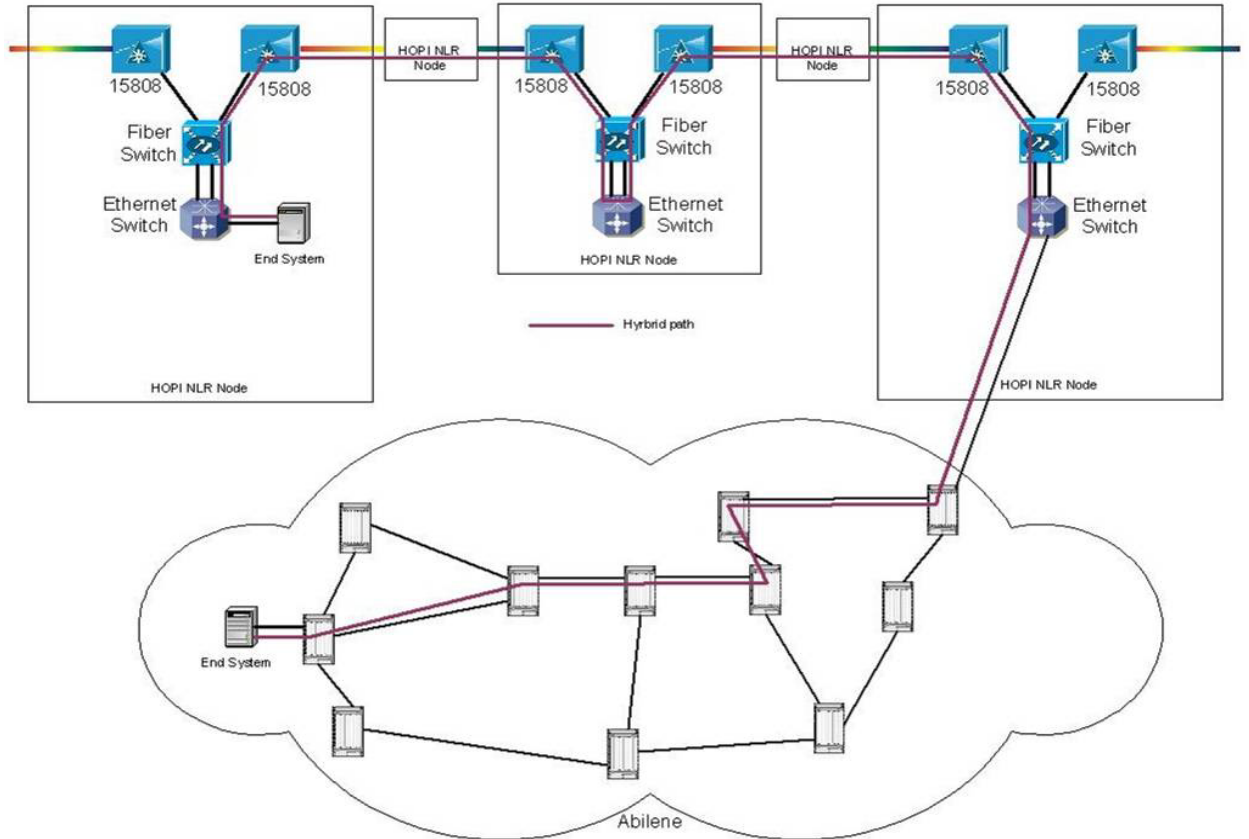 HOPI NLR
Node
HOPI NLR
Node
15808
15808
15808
15808
15808
15808
Fiber
Switch
Fiber
Switch
Fiber
Switch
Ethernet
Switch
Ethernet
Switch
Ethernet
Switch
End System
HOPI NLR Node
Hyrbrid path
HOPI NLR Node
HOPI NLR Node
End System
Abilene